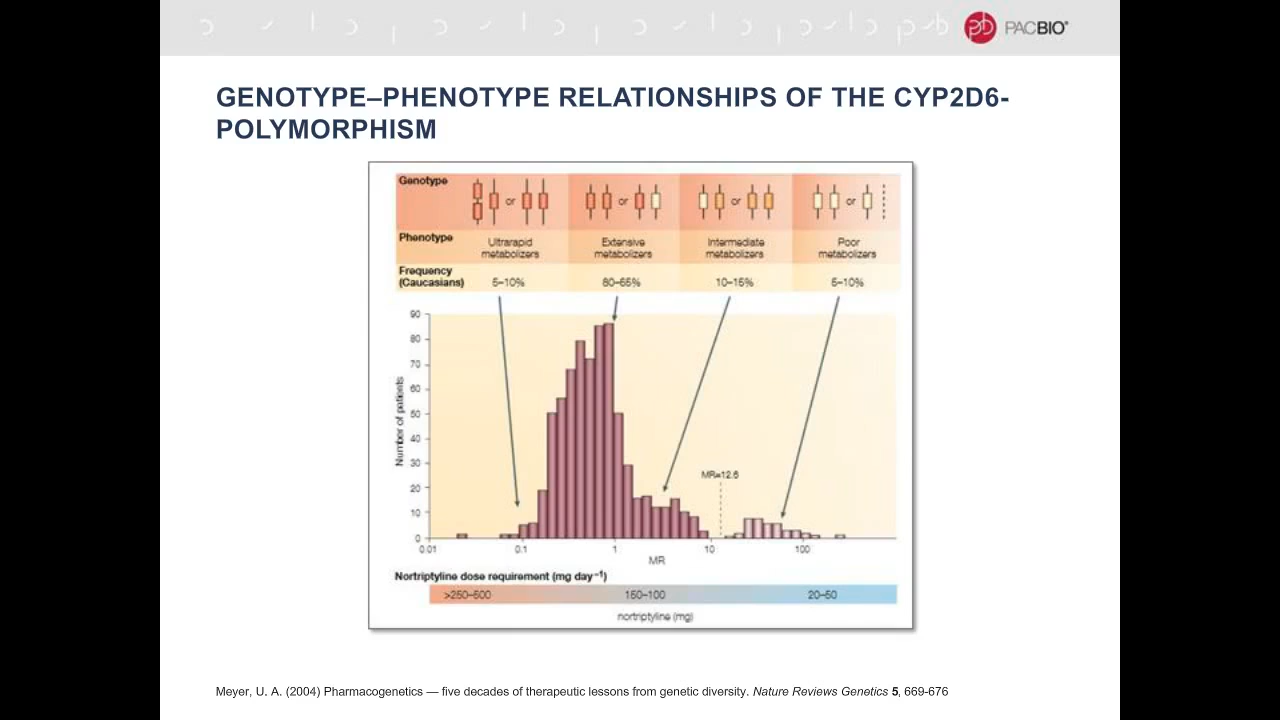 PACBIO®
GENOTYPE–PHENOTYPE RELATIONSHIPS OF THE CYP2D6-
POLYMORPHISM
Genotype
or or or or
Phenotype
Ultrarapid metabolizers
Extensive metabolizers
Intermediate metabolizers
Poor metabolizers
Frequency
(Caucasians) 5–10% 80–65% 10–15% 5–10%
90
80
70
60
50
40
30
20
10
0
Number of patients
MR=12.6
0.01 0.1 1 10 100
MR
Nortriptyline dose requirement (mg day⁻¹)
>250–500 150–100 20–50
nortriptyline (mg)
Meyer, U. A. (2004) Pharmacogenetics — five decades of therapeutic lessons from genetic diversity. Nature Reviews Genetics 5, 669-676